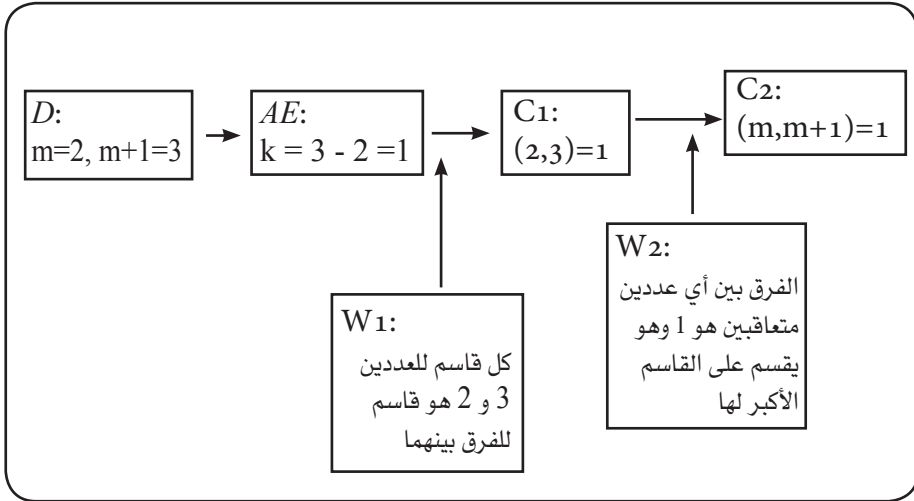 D:
m=2, m+1=3
AE:
k = 3 - 2 =1
C1:
(2,3)=1
C2:
(m,m+1)=1
W1:
كل قاسم للعددين
3 و 2 هو قاسم
للفرق بينهما
W2:
الفرق بين أي عددين
متعاقبين هو 1 وهو
يقسم على القاسم
الأكبر لها